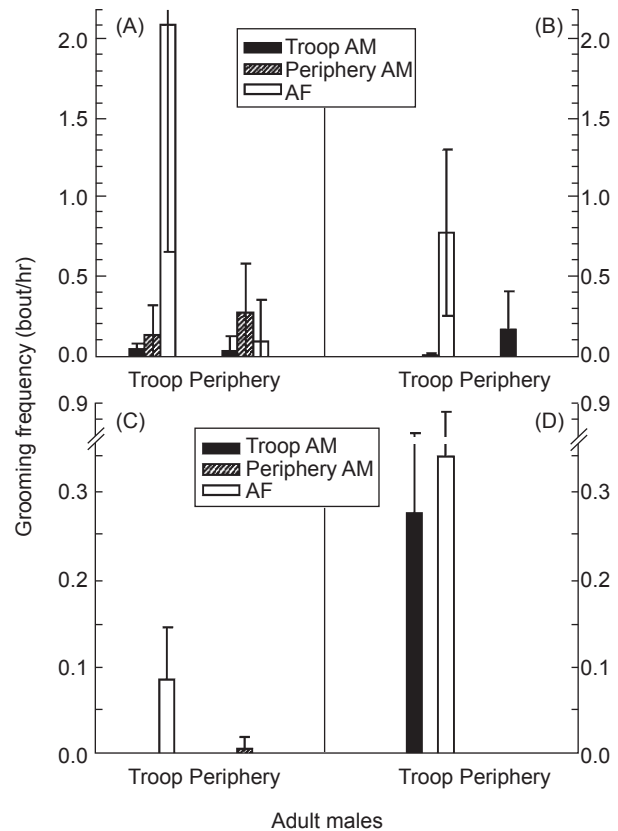 (A)
(B)
Troop AM
Periphery AM
AF
2.0
1.5
1.0
0.5
0.0
2.0
1.5
1.0
0.5
0.0
Troop Periphery
Troop Periphery
Grooming frequency (bout/hr)
(C)
(D)
Troop AM
Periphery AM
AF
0.9
0.3
0.2
0.1
0.0
0.9
0.3
0.2
0.1
0.0
Troop Periphery
Troop Periphery
Adult males